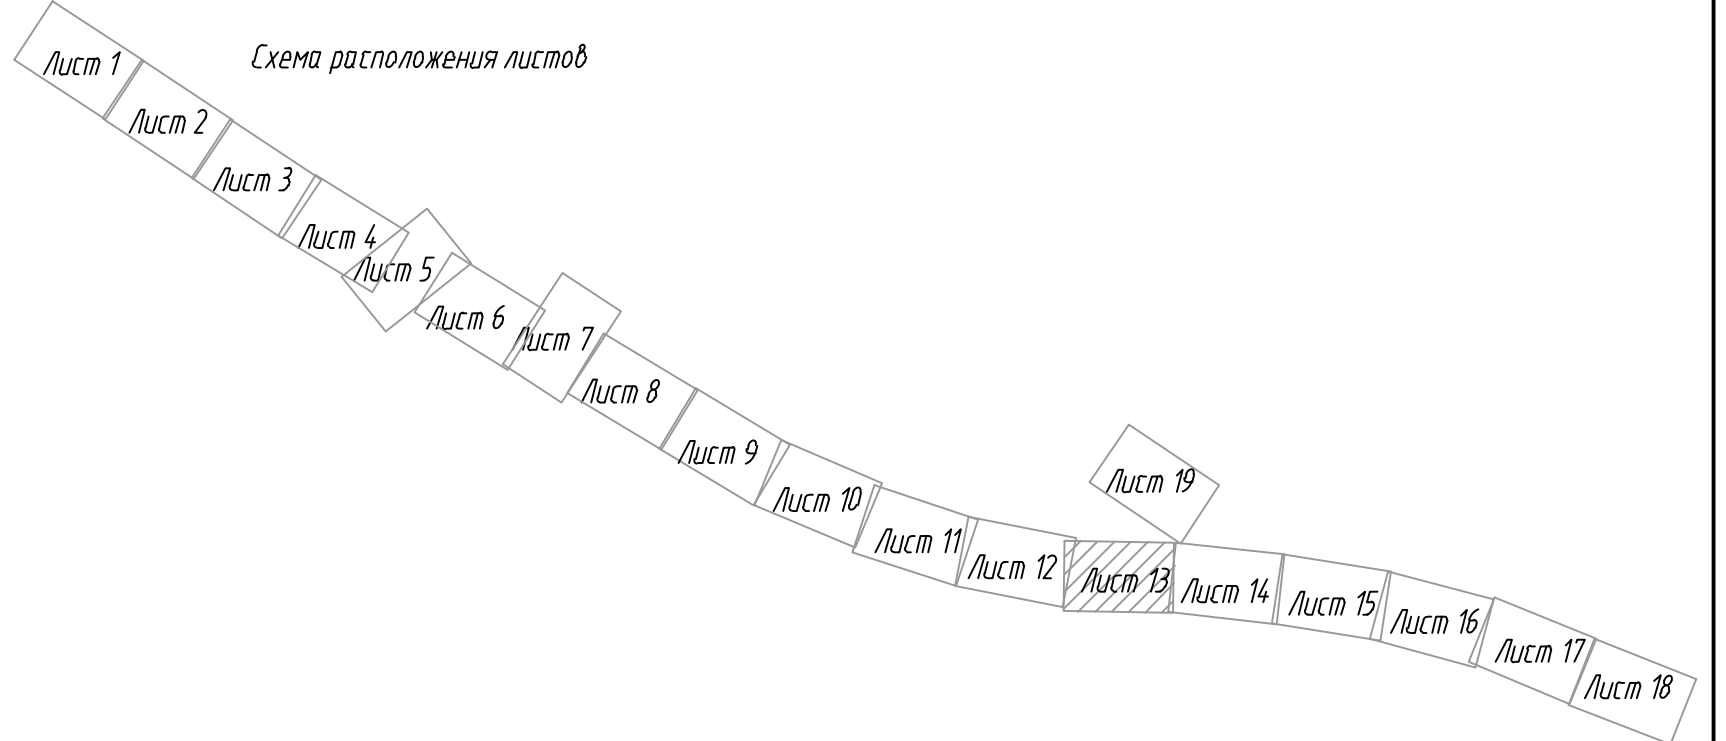 Схема расположения листов
Лист 1
Лист 2
Лист 3
Лист 4
Лист 5
Лист 6
Лист 7
Лист 8
Лист 9
Лист 10
Лист 11
Лист 12
Лист 13
Лист 14
Лист 15
Лист 16
Лист 17
Лист 18
Лист 19